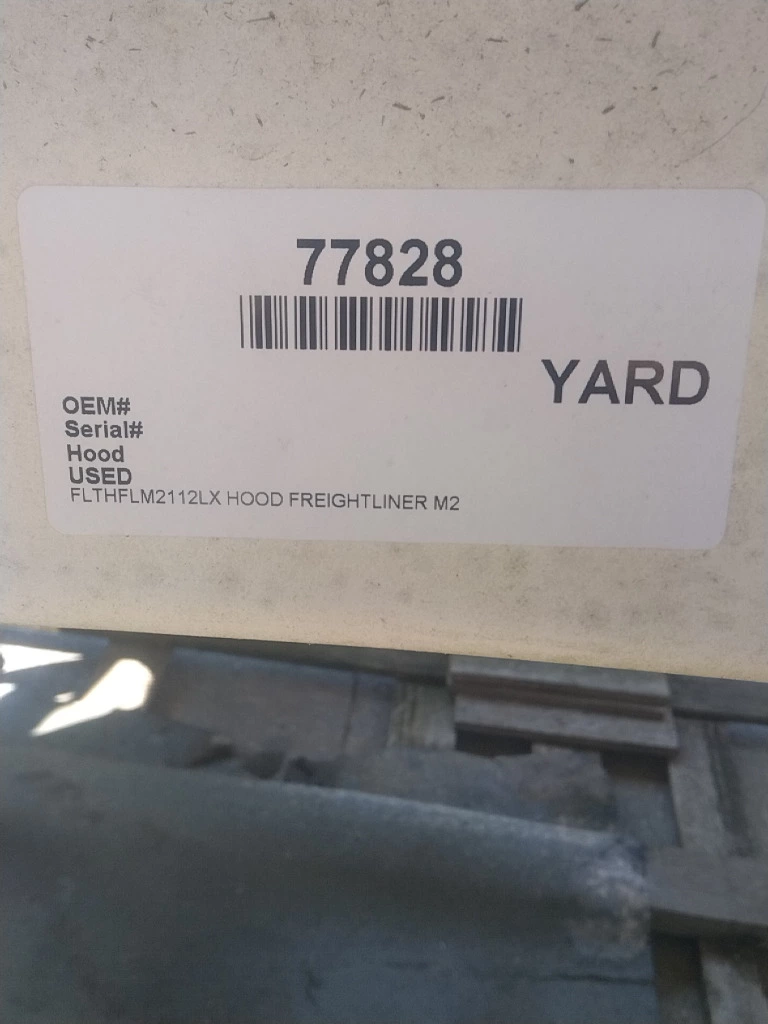 77828
YARD
OEM#
Serial#
Hood
USED
FLTHFLM2112LX HOOD FREIGHTLINER M2